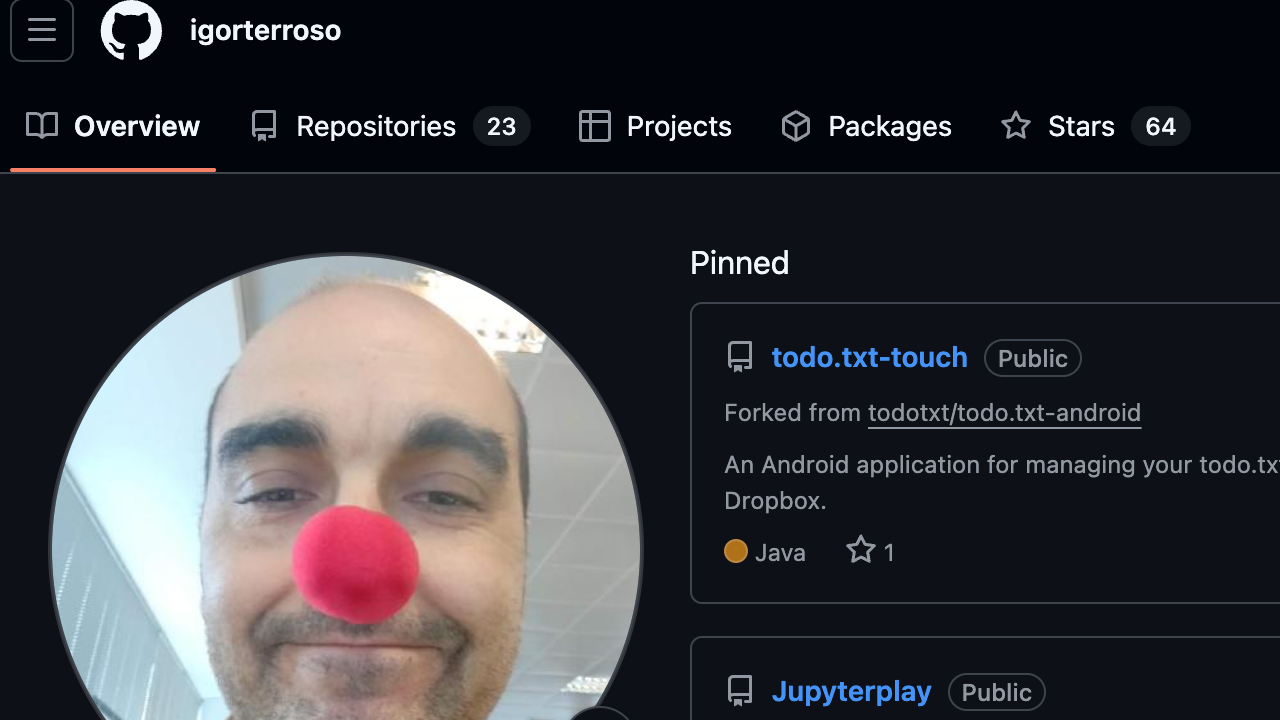 igorterroso
Overview Repositories 23 Projects Packages Stars 64
Pinned
todo.txt-touch Public
Forked from todotxt/todo.txt-android
An Android application for managing your todo.tx
Dropbox.
Java 1
Jupyterplay Public